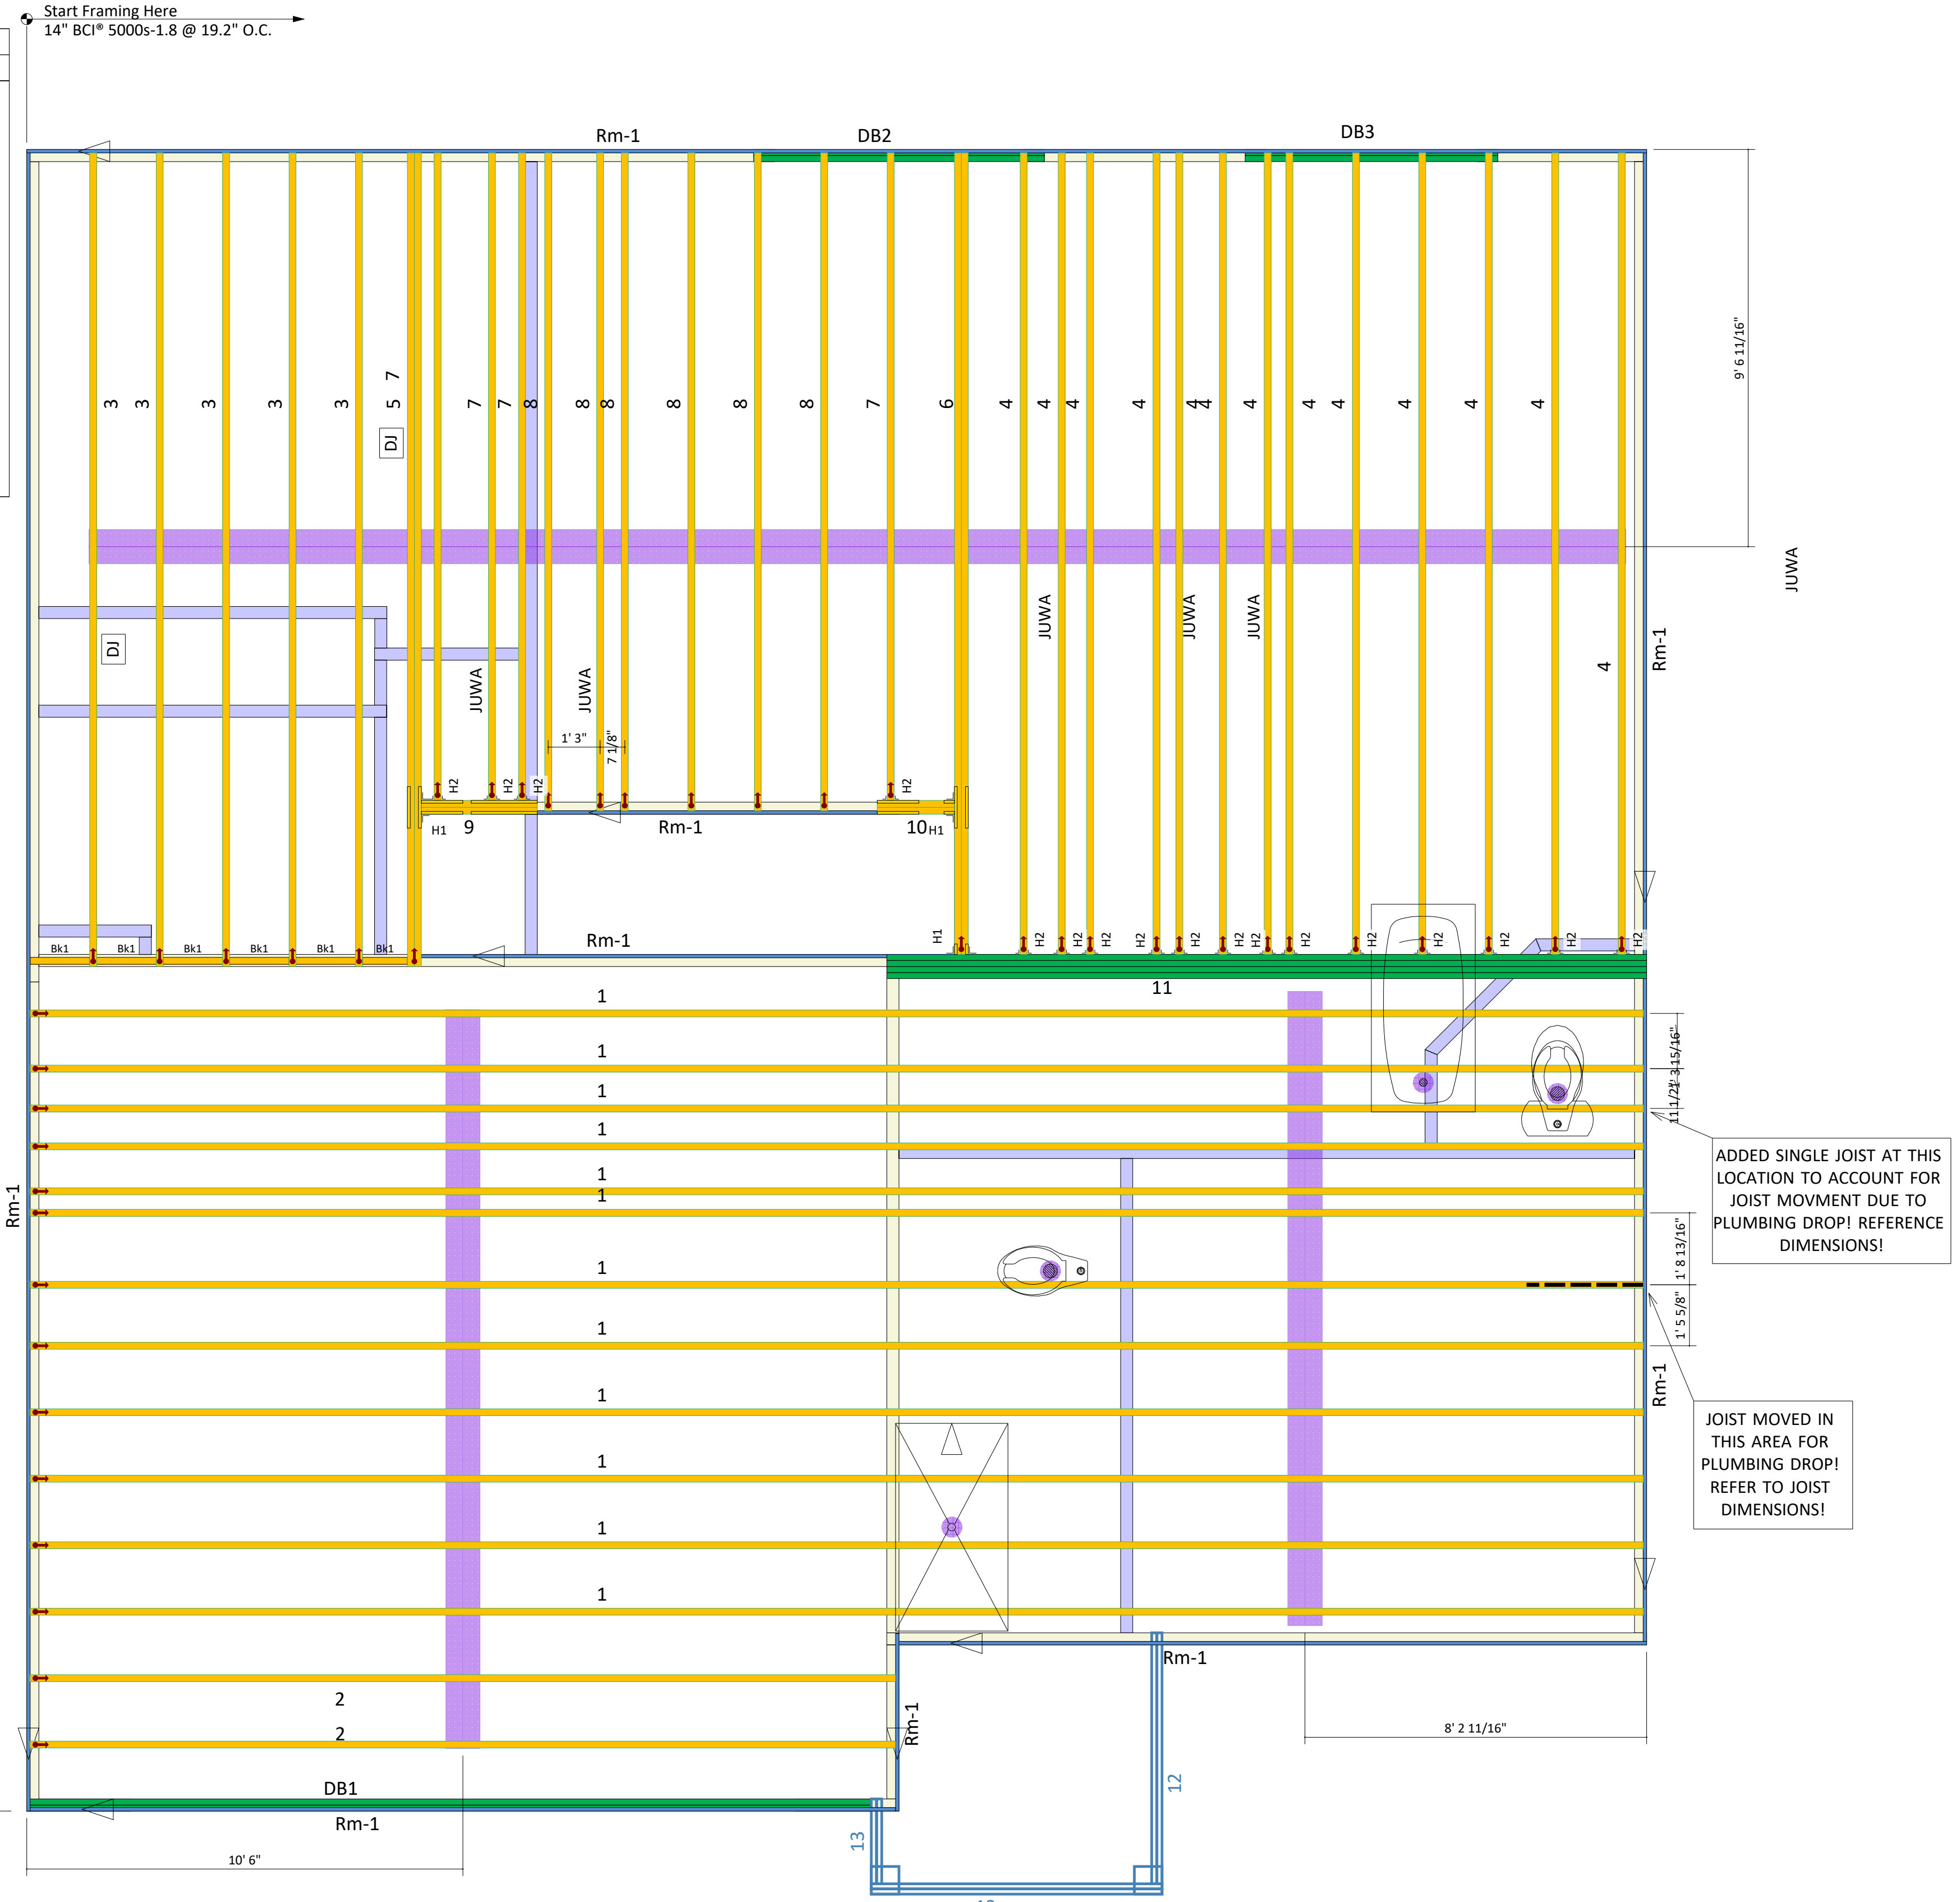 Start Framing Here
14" BCI® 5000s-1.8 @ 19.2" O.C.
Rm-1
DB2
DB3
9' 6 11/16"
3
3
3
3
3
5
7
7
7
8
8
8
8
8
8
7
6
4
4
4
4
4
4
4
4
4
4
4
4
DJ
JUWA
DJ
JUWA
JUWA
JUWA
JUWA
JUWA
4
Rm-1
1' 3"
7 1/8"
H2
H2
H2
H2
H1
9
Rm-1
10
H1
Bk1
Bk1
Bk1
Bk1
Bk1
Bk1
Rm-1
H1
H2
H2
H2
H2
H2
H2
H2
H2
H2
H2
H2
H2
H2
11
1
1
1
1
1
1
1
1
1
1
1
1
1' 3 15/16"
11 1/2"
ADDED SINGLE JOIST AT THIS
LOCATION TO ACCOUNT FOR
JOIST MOVMENT DUE TO
PLUMBING DROP! REFERENCE
DIMENSIONS!
Rm-1
1' 8 13/16"
1' 5 5/8"
Rm-1
JOIST MOVED IN
THIS AREA FOR
PLUMBING DROP!
REFER TO JOIST
DIMENSIONS!
Rm-1
2
2
Rm-1
8' 2 11/16"
DB1
Rm-1
12
13
10' 6"